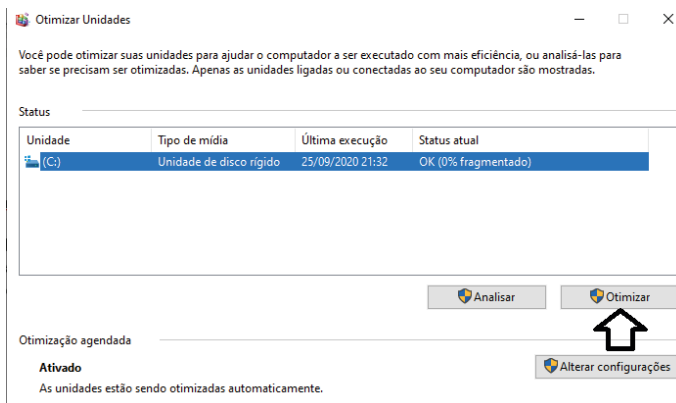 Otimizar Unidades
Você pode otimizar suas unidades para ajudar o computador a ser executado com mais eficiência, ou analisá-las para
saber se precisam ser otimizadas. Apenas as unidades ligadas ou conectadas ao seu computador são mostradas.
Status
Unidade Tipo de mídia Última execução Status atual
(C:) Unidade de disco rígido 25/09/2020 21:32 OK (0% fragmentado)
Analisar Otimizar
Otimização agendada
Ativado Alterar configurações
As unidades estão sendo otimizadas automaticamente.